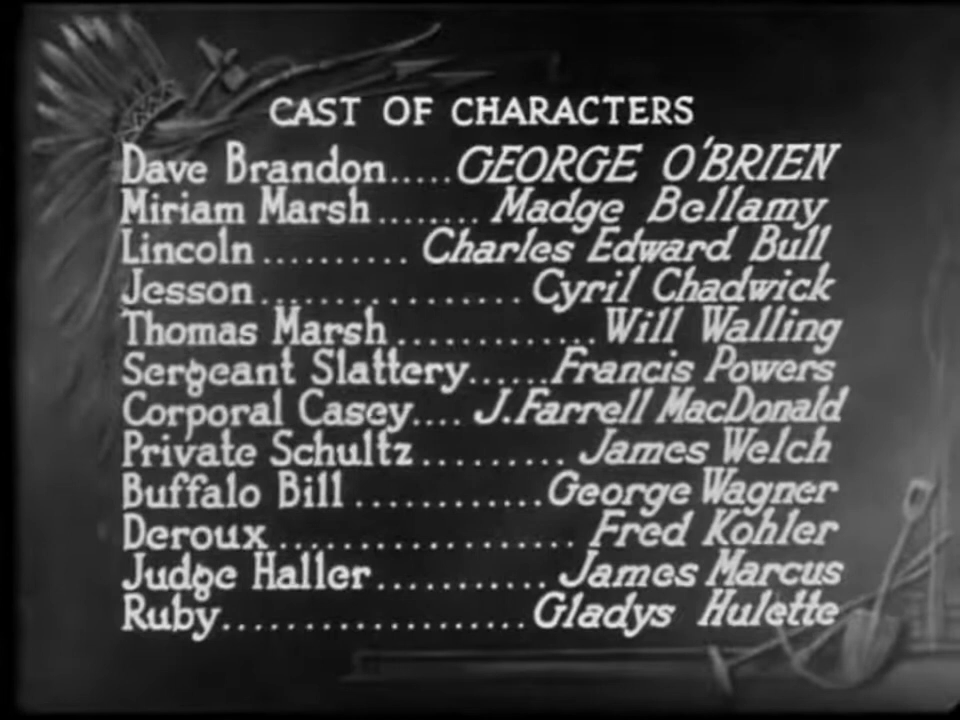 CAST OF CHARACTERS
Dave Brandon.....GEORGE O'BRIEN
Miriam Marsh........Madge Bellamy
Lincoln..........Charles Edward Bull
Jesson.................Cyril Chadwick
Thomas Marsh.............Will Walling
Sergeant Slattery......Francis Powers
Corporal Casey....J.Farrell MacDonald
Private Schultz.........James Welch
Buffalo Bill............George Wagner
Deroux...................Fred Kohler
Judge Haller...........James Marcus
Ruby....................Gladys Hulette